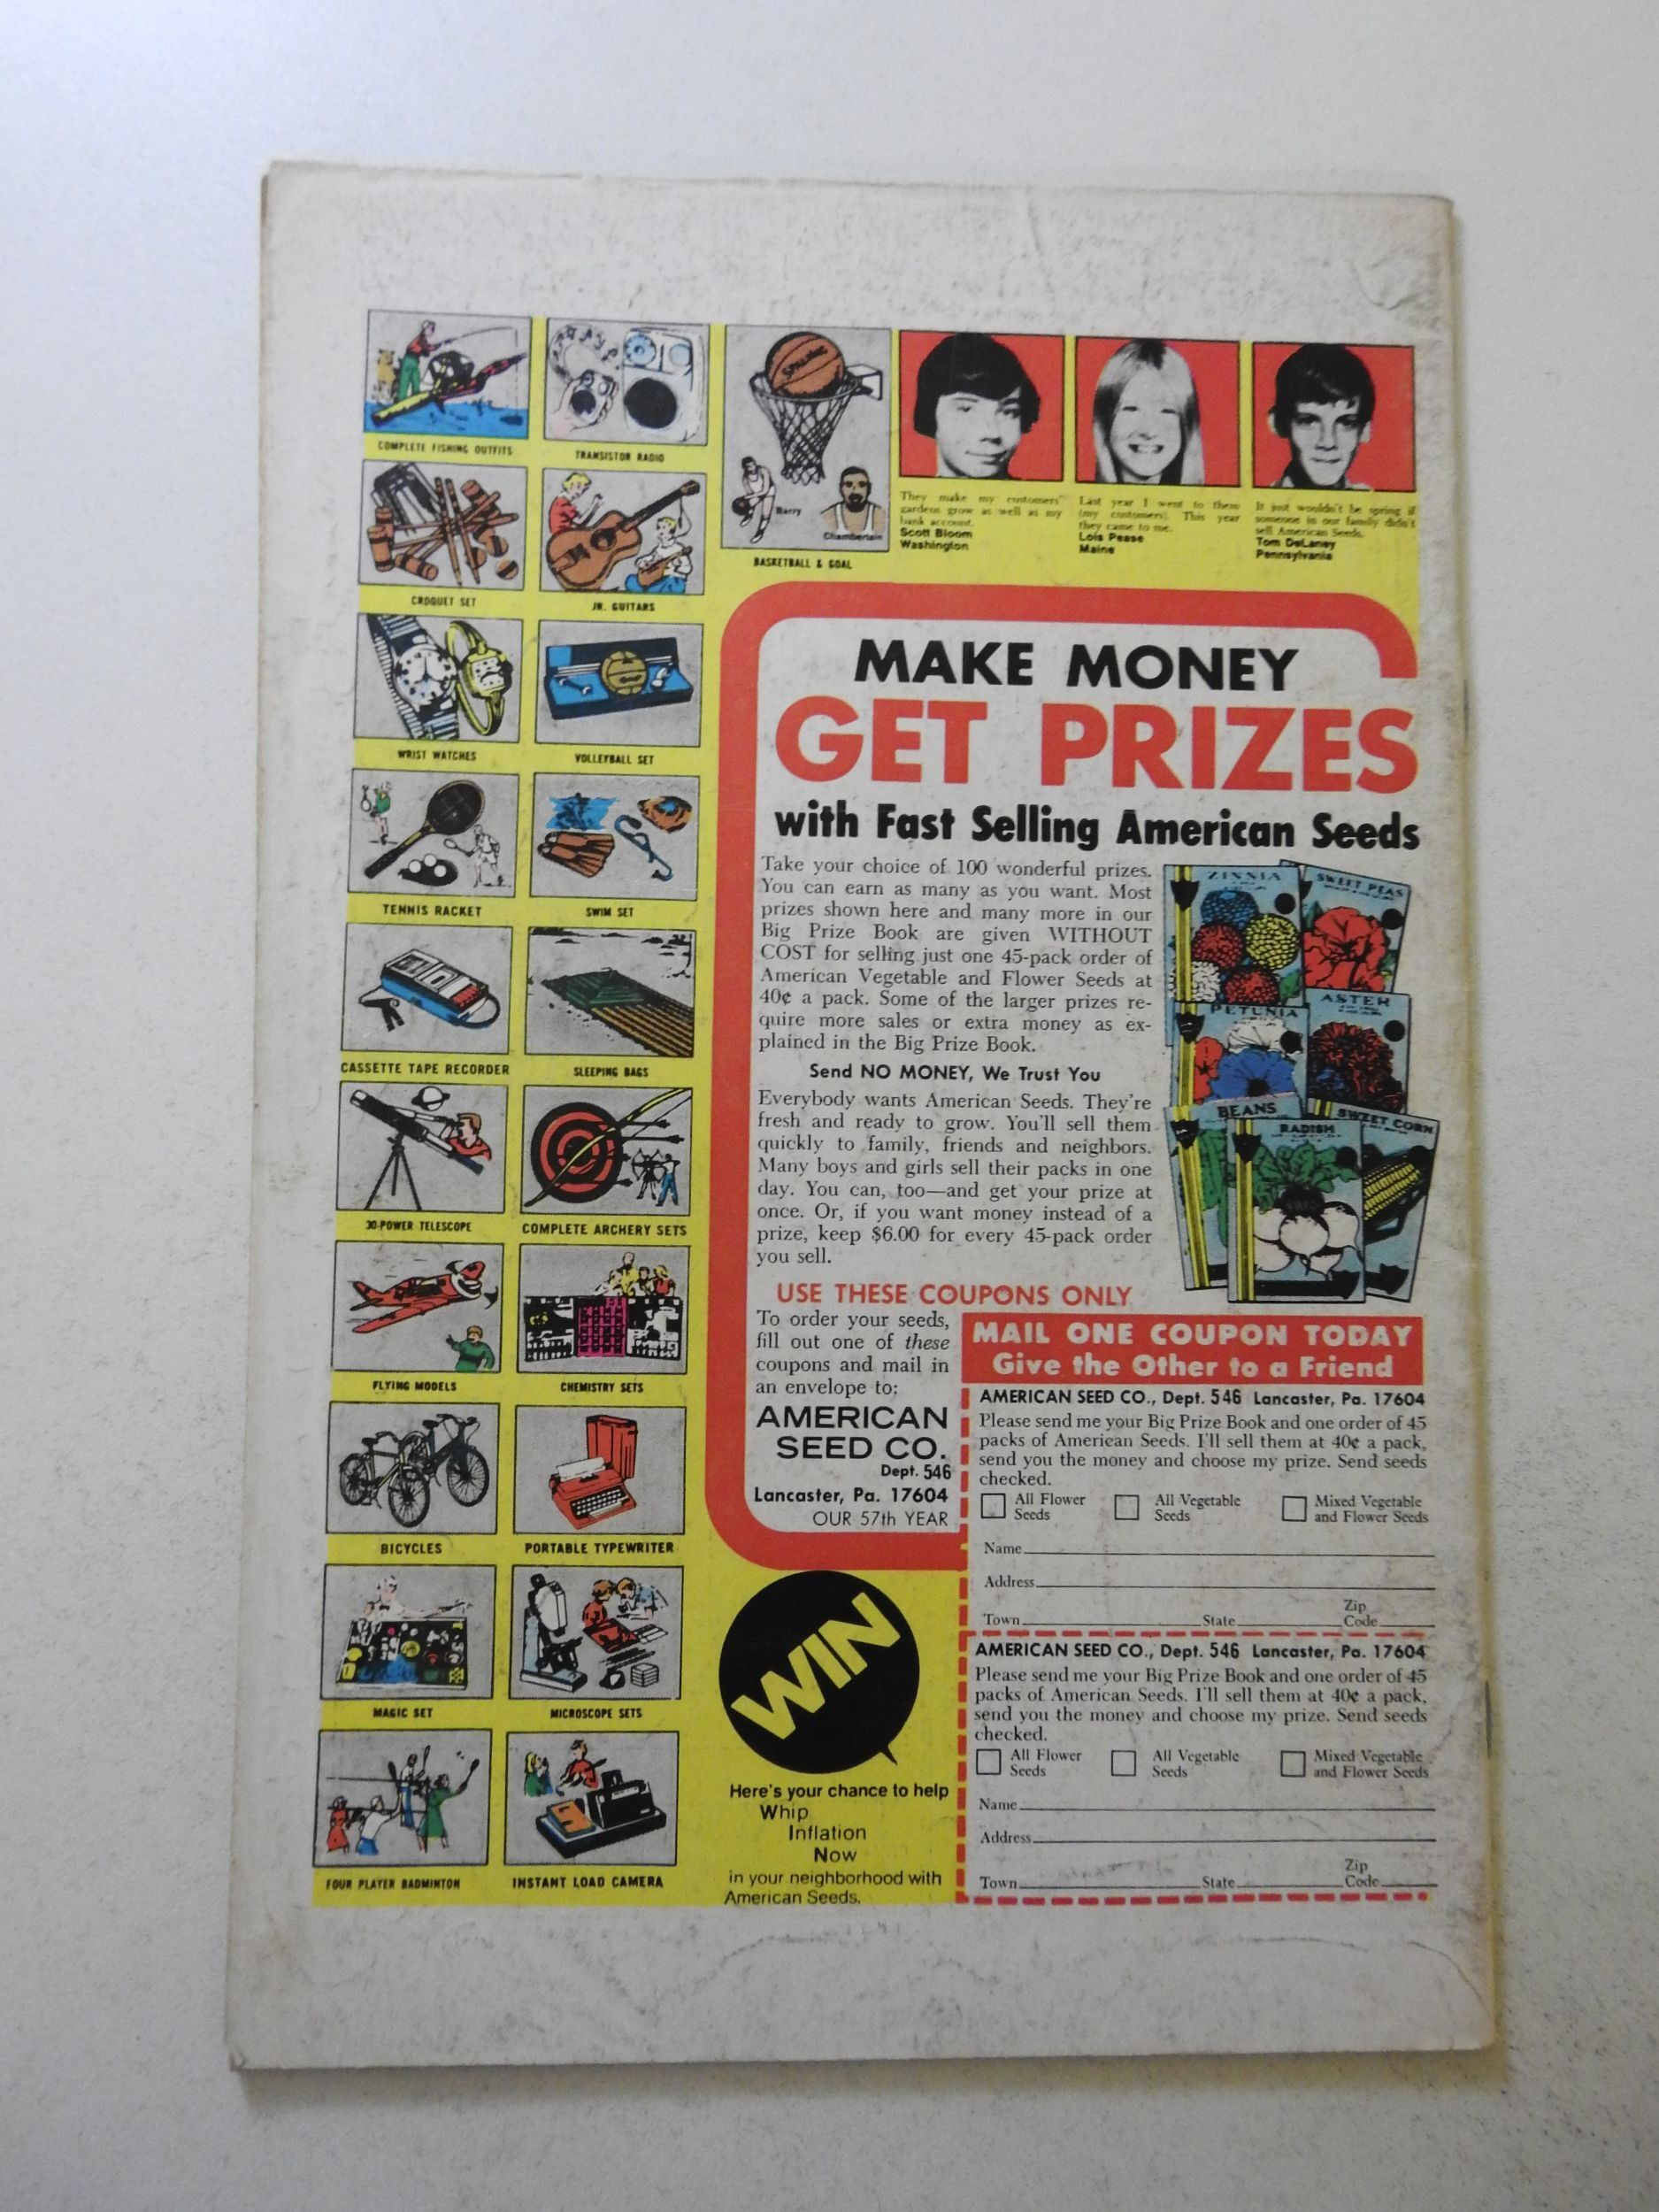 COMPLETE FISHING OUTFITS
TRANSISTOR RADIO
CROQUET SET
JR. GUITARS
WRIST WATCHES
VOLLEYBALL SET
TENNIS RACKET
SWIM SET
CASSETTE TAPE RECORDER
SLEEPING BAGS
30-POWER TELESCOPE
COMPLETE ARCHERY SETS
FLYING MODELS
CHEMISTRY SETS
BICYCLES
PORTABLE TYPEWRITER
MAGIC SET
MICROSCOPE SETS
FOUR PLAYER BADMINTON
INSTANT LOAD CAMERA
SPALDING
Barry
Chamberlain
BASKETBALL & GOAL
They make my customers'
gardens grow as well as my
bank account.
Scott Bloom
Washington
Last year I went to them
(my customers). This year
they came to me.
Lois Pease
Maine
It just wouldn't be spring if
someone in our family didn't
sell American Seeds.
Tom DeLaney
Pennsylvania
MAKE MONEY
GET PRIZES
with Fast Selling American Seeds
Take your choice of 100 wonderful prizes.
You can earn as many as you want. Most
prizes shown here and many more in our
Big Prize Book are given WITHOUT
COST for selling just one 45-pack order of
American Vegetable and Flower Seeds at
40¢ a pack. Some of the larger prizes re-
quire more sales or extra money as ex-
plained in the Big Prize Book.
Send NO MONEY, We Trust You
Everybody wants American Seeds. They're
fresh and ready to grow. You'll sell them
quickly to family, friends and neighbors.
Many boys and girls sell their packs in one
day. You can, too—and get your prize at
once. Or, if you want money instead of a
prize, keep $6.00 for every 45-pack order
you sell.
ZINNIA
SWEET PEAS
PETUNIA
ASTER
BEANS
RADISH
SWEET CORN
USE THESE COUPONS ONLY
To order your seeds,
fill out one of these
coupons and mail in
an envelope to:
AMERICAN
SEED CO.
Dept. 546
Lancaster, Pa. 17604
OUR 57th YEAR
MAIL ONE COUPON TODAY
Give the Other to a Friend
AMERICAN SEED CO., Dept. 546 Lancaster, Pa. 17604
Please send me your Big Prize Book and one order of 45
packs of American Seeds. I'll sell them at 40¢ a pack,
send you the money and choose my prize. Send seeds
checked.
All Flower Seeds
All Vegetable Seeds
Mixed Vegetable and Flower Seeds
Name
Address
Town State Zip Code
AMERICAN SEED CO., Dept. 546 Lancaster, Pa. 17604
Please send me your Big Prize Book and one order of 45
packs of American Seeds. I'll sell them at 40¢ a pack,
send you the money and choose my prize. Send seeds
checked.
All Flower Seeds
All Vegetable Seeds
Mixed Vegetable and Flower Seeds
Name
Address
Town State Zip Code
WIN
Here's your chance to help
Whip
Inflation
Now
in your neighborhood with
American Seeds.